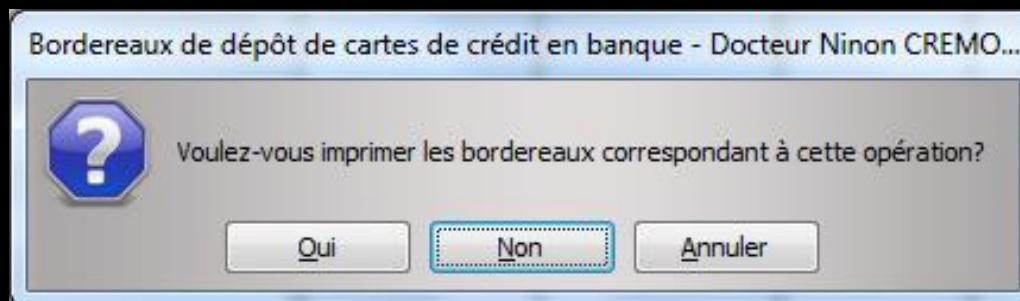 Bordereaux de dépôt de cartes de crédit en banque - Docteur Ninon CREMO...
Voulez-vous imprimer les bordereaux correspondant à cette opération?
Oui
Non
Annuler